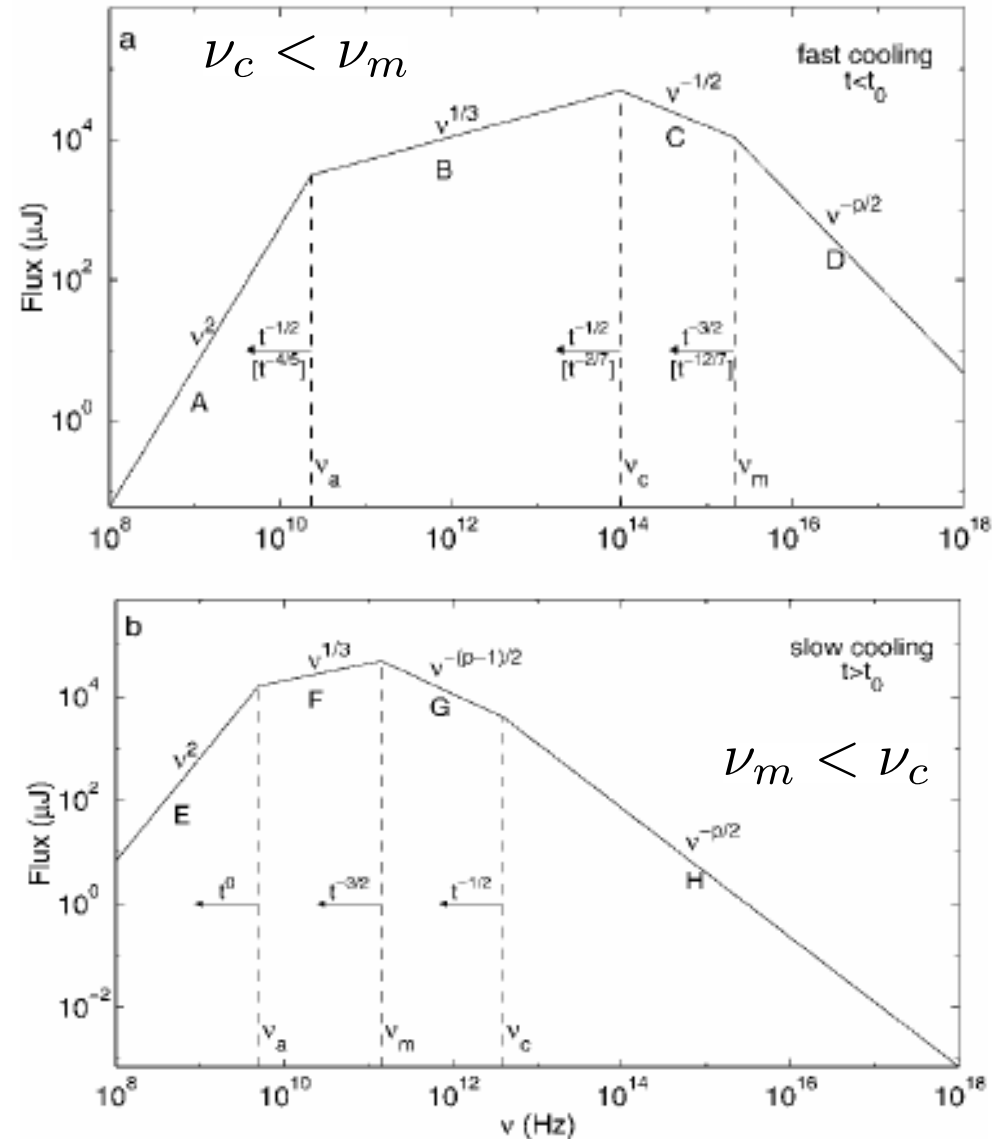 a
ν_c < ν_m
fast cooling
t<t_0
ν^{-1/2}
ν^{1/3}
C
B
ν^{-p/2}
D
ν^2
A
t^{-1/2}
[t^{-4/5}]
t^{-1/2}
[t^{-2/7}]
t^{-3/2}
[t^{-12/7}]
ν_a
ν_c
ν_m
Flux (μJ)
10^4
10^2
10^0
10^8 10^10 10^12 10^14 10^16 10^18
b
slow cooling
t>t_0
ν^{1/3}
ν^{-(p-1)/2}
F
G
ν^2
E
ν_m < ν_c
ν^{-p/2}
H
t^0
t^{-3/2}
t^{-1/2}
ν_a
ν_m
ν_c
Flux (μJ)
10^4
10^2
10^0
10^{-2}
10^8 10^10 10^12 10^14 10^16 10^18
ν (Hz)